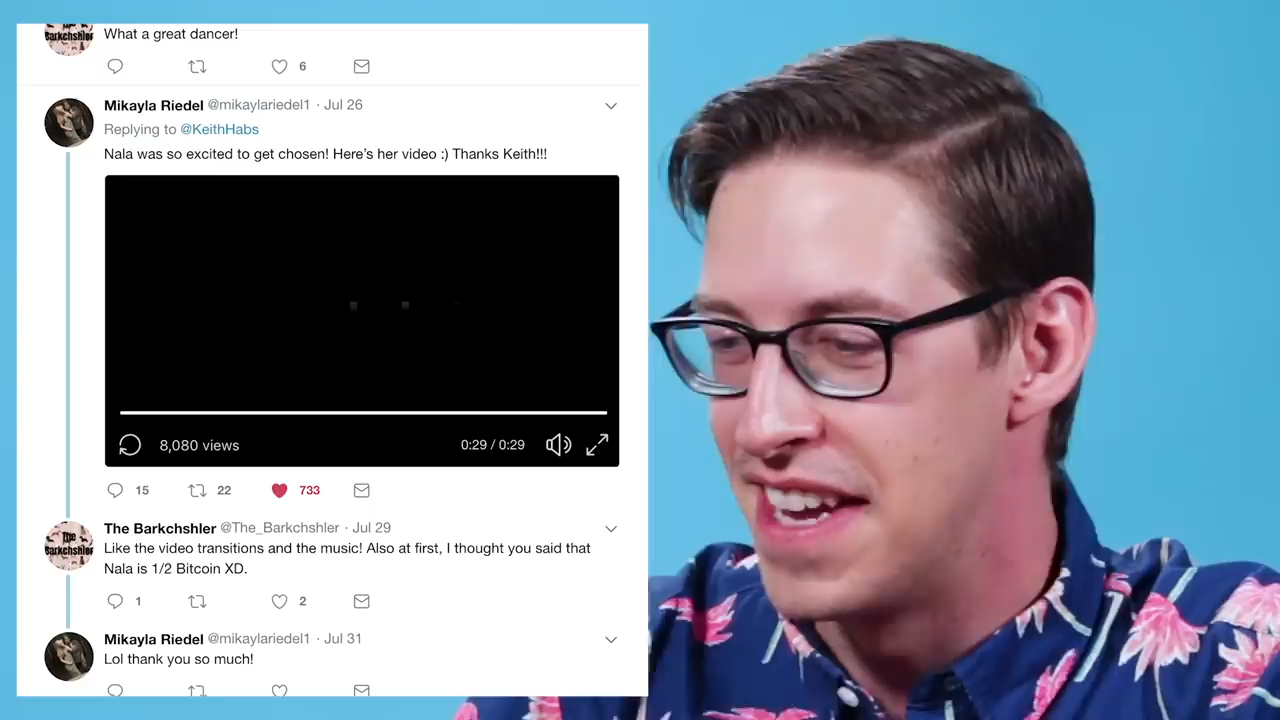 What a great dancer!
6
Mikayla Riedel @mikaylariedel1 · Jul 26
Replying to @KeithHabs
Nala was so excited to get chosen! Here's her video :) Thanks Keith!!!
8,080 views 0:29 / 0:29
15 22 733
The Barkchshler @The_Barkchshler · Jul 29
The
Barkchshler
Like the video transitions and the music! Also at first, I thought you said that
Nala is 1/2 Bitcoin XD.
1 2
Mikayla Riedel @mikaylariedel1 · Jul 31
Lol thank you so much!